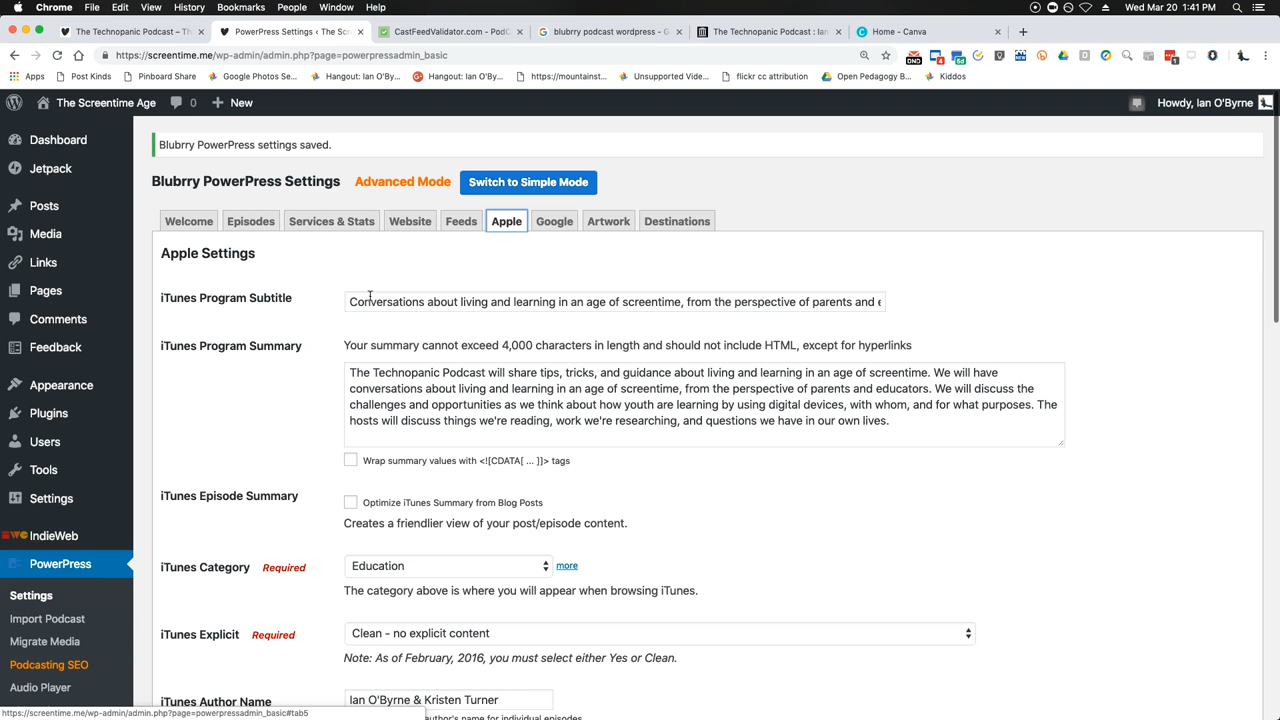 Chrome File Edit View History Bookmarks People Window Help Wed Mar 20 1:41 PM
The Technopanic Podcast – Th PowerPress Settings ‹ The Scr CastFeedValidator.com - PodC blubrry podcast wordpress - G The Technopanic Podcast : Ian Home - Canva
https://screentime.me/wp-admin/admin.php?page=powerpressadmin_basic
Apps Post Kinds Pinboard Share Google Photos Se... Hangout: Ian O'By... Hangout: Ian O'By... https://mountainst... Unsupported Vide... flickr cc attribution Open Pedagogy B... Kiddos
The Screentime Age 0 New Howdy, Ian O'Byrne
Dashboard
Jetpack
Posts
Media
Links
Pages
Comments
Feedback
Appearance
Plugins
Users
Tools
Settings
IndieWeb
PowerPress
Settings
Import Podcast
Migrate Media
Podcasting SEO
Audio Player
Blubrry PowerPress settings saved.
Blubrry PowerPress Settings Advanced Mode Switch to Simple Mode
Welcome Episodes Services & Stats Website Feeds Apple Google Artwork Destinations
Apple Settings
iTunes Program Subtitle Conversations about living and learning in an age of screentime, from the perspective of parents and e
iTunes Program Summary Your summary cannot exceed 4,000 characters in length and should not include HTML, except for hyperlinks
The Technopanic Podcast will share tips, tricks, and guidance about living and learning in an age of screentime. We will have
conversations about living and learning in an age of screentime, from the perspective of parents and educators. We will discuss the
challenges and opportunities as we think about how youth are learning by using digital devices, with whom, and for what purposes. The
hosts will discuss things we're reading, work we're researching, and questions we have in our own lives.
Wrap summary values with <![CDATA[ ... ]]> tags
iTunes Episode Summary Optimize iTunes Summary from Blog Posts
Creates a friendlier view of your post/episode content.
iTunes Category Required Education more
The category above is where you will appear when browsing iTunes.
iTunes Explicit Required Clean - no explicit content
Note: As of February, 2016, you must select either Yes or Clean.
iTunes Author Name Ian O'Byrne & Kristen Turner
author's name for individual episodes
https://screentime.me/wp-admin/admin.php?page=powerpressadmin_basic#tab5